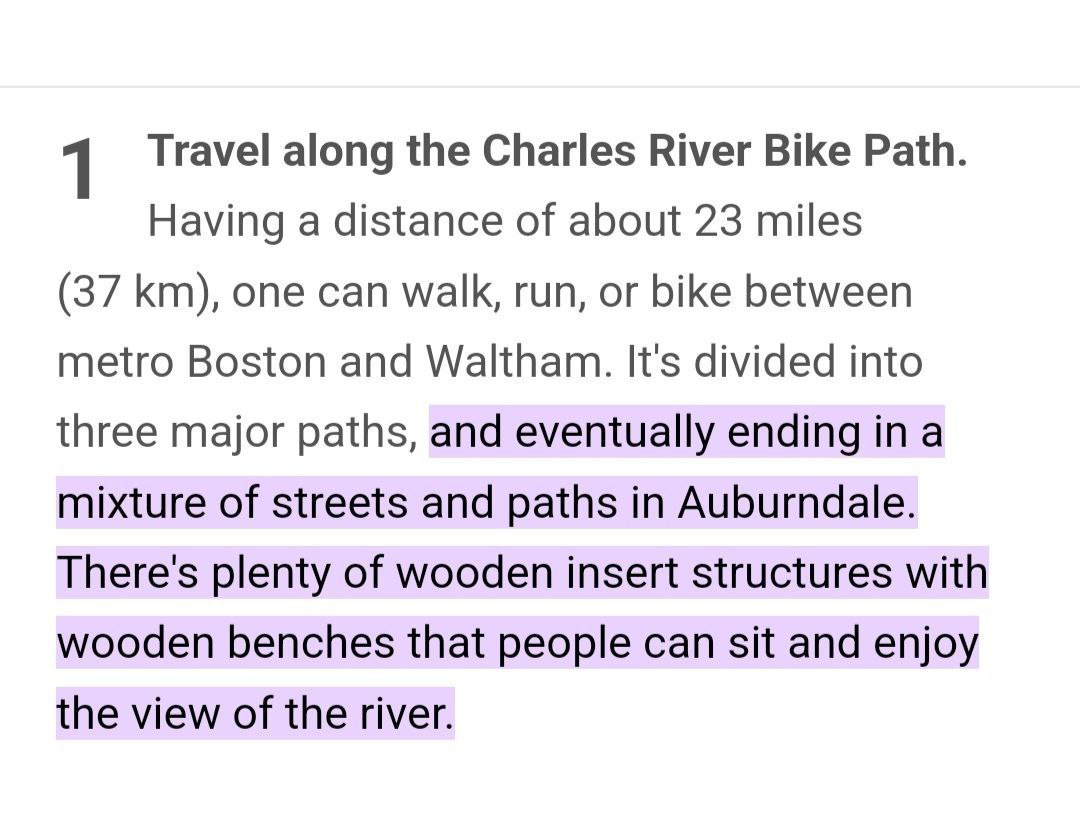 1 Travel along the Charles River Bike Path.
Having a distance of about 23 miles
(37 km), one can walk, run, or bike between
metro Boston and Waltham. It's divided into
three major paths, and eventually ending in a
mixture of streets and paths in Auburndale.
There's plenty of wooden insert structures with
wooden benches that people can sit and enjoy
the view of the river.